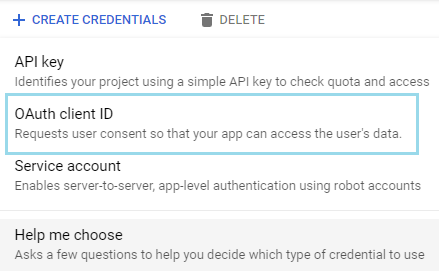 + CREATE CREDENTIALS DELETE
API key
Identifies your project using a simple API key to check quota and access
OAuth client ID
Requests user consent so that your app can access the user's data.
Service account
Enables server-to-server, app-level authentication using robot accounts
Help me choose
Asks a few questions to help you decide which type of credential to use